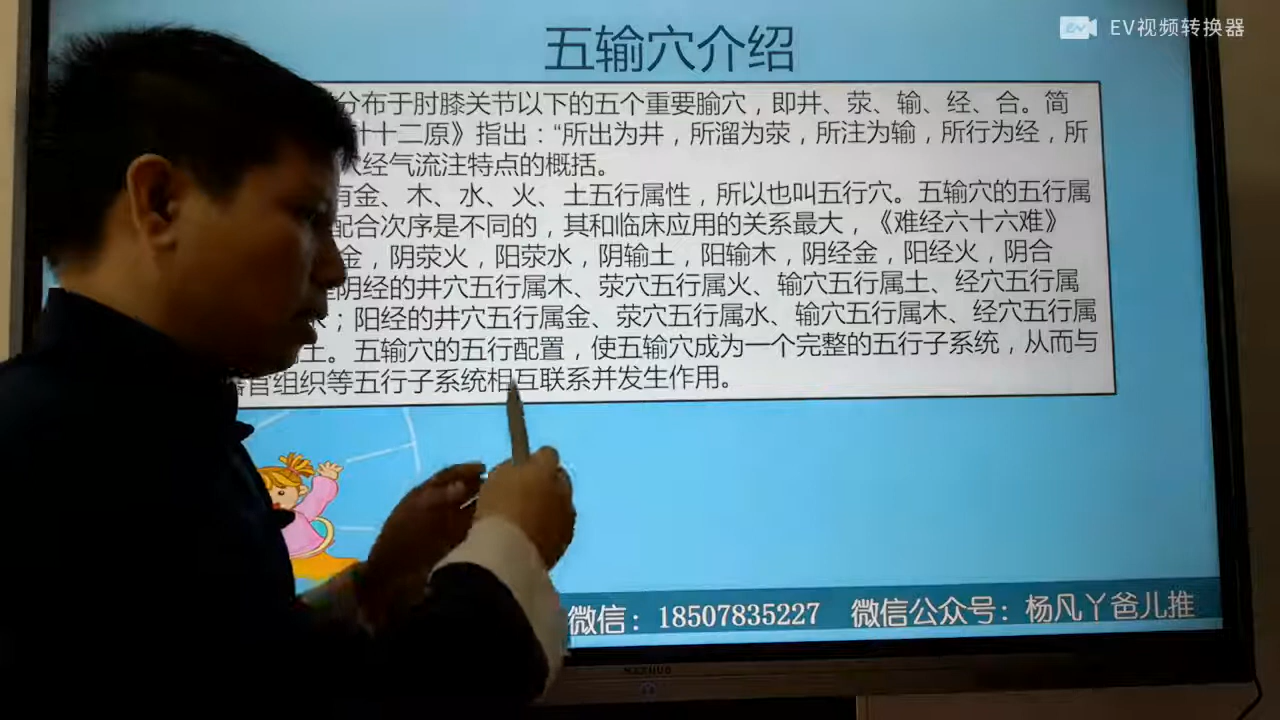 EV视频转换器
五输穴介绍
分布于肘膝关节以下的五个重要腧穴，即井、荥、输、经、合。简
十二原》指出：“所出为井，所溜为荥，所注为输，所行为经，所
经气流注特点的概括。
有金、木、水、火、土五行属性，所以也叫五行穴。五输穴的五行属
配合次序是不同的，其和临床应用的关系最大，《难经六十六难》
金，阴荥火，阳荥水，阴输土，阳输木，阴经金，阳经火，阴合
阴经的井穴五行属木、荥穴五行属火、输穴五行属土、经穴五行属
；阳经的井穴五行属金、荥穴五行属水、输穴五行属木、经穴五行属
土。五输穴的五行配置，使五输穴成为一个完整的五行子系统，从而与
器官组织等五行子系统相互联系并发生作用。
微信：18507835227 微信公众号：杨凡丫爸儿推